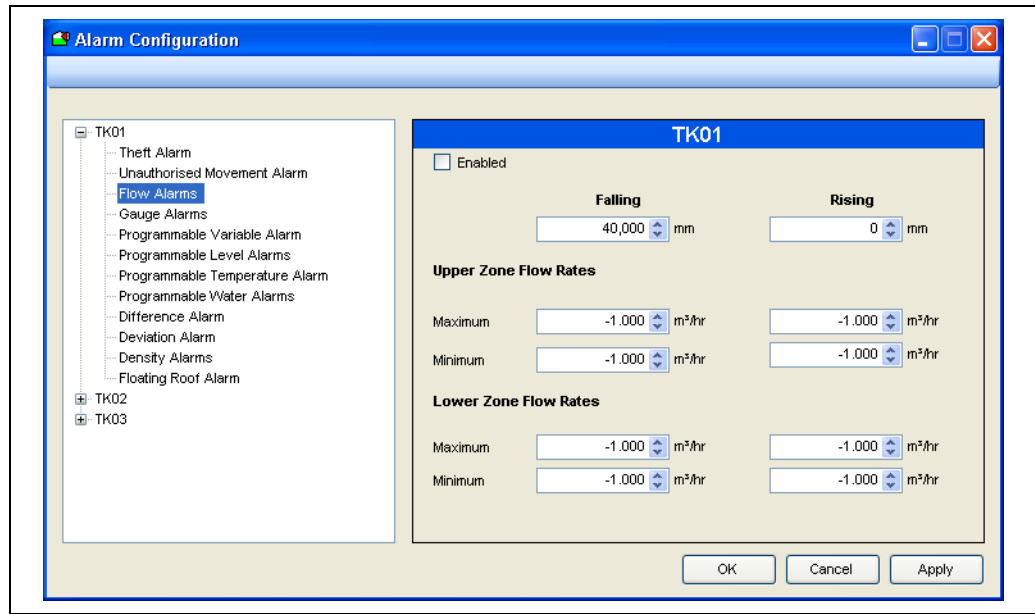 Alarm Configuration
TK01
Theft Alarm
Unauthorised Movement Alarm
Flow Alarms
Gauge Alarms
Programmable Variable Alarm
Programmable Level Alarms
Programmable Temperature Alarm
Programmable Water Alarms
Difference Alarm
Deviation Alarm
Density Alarms
Floating Roof Alarm
TK02
TK03
TK01
Enabled
Falling Rising
40,000 mm 0 mm
Upper Zone Flow Rates
Maximum -1.000 m³/hr -1.000 m³/hr
Minimum -1.000 m³/hr -1.000 m³/hr
Lower Zone Flow Rates
Maximum -1.000 m³/hr -1.000 m³/hr
Minimum -1.000 m³/hr -1.000 m³/hr
OK Cancel Apply